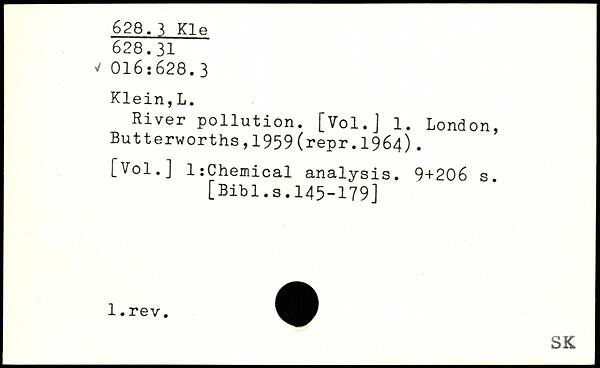 628.3 Kle
628.31
✓ 016:628.3
Klein,L.
River pollution. [Vol.] 1. London,
Butterworths,1959(repr.1964).
[Vol.] 1:Chemical analysis. 9+206 s.
[Bibl.s.145-179]
1.rev.
SK